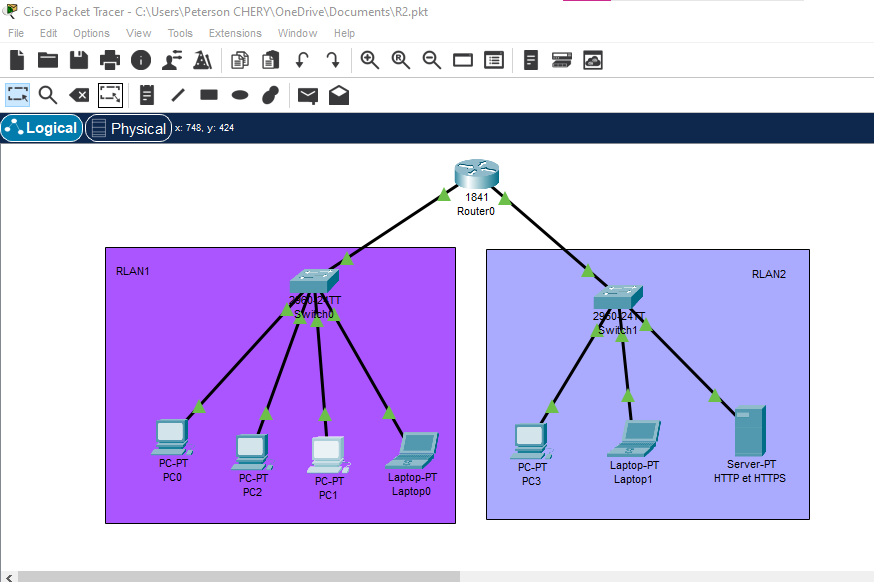 Cisco Packet Tracer - C:\Users\Peterson CHERY\OneDrive\Documents\R2.pkt
File Edit Options View Tools Extensions Window Help
Logical Physical x: 748, y: 424
1841
Router0
RLAN1
RLAN2
2960-24TT
Switch0
2960-24TT
Switch1
PC-PT
PC0
PC-PT
PC2
PC-PT
PC1
Laptop-PT
Laptop0
PC-PT
PC3
Laptop-PT
Laptop1
Server-PT
HTTP et HTTPS